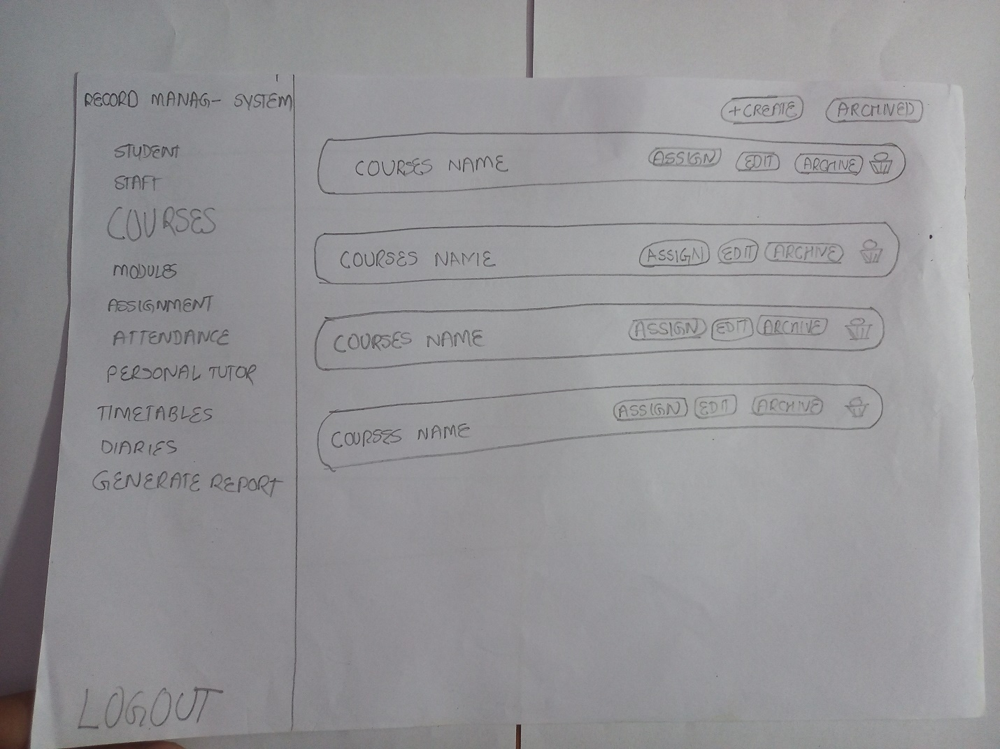 RECORD MANAG- SYSTEM
STUDENT
STAFF
COURSES
MODULES
ASSIGNMENT
ATTENDANCE
PERSONAL TUTOR
TIMETABLES
DIARIES
GENERATE REPORT
LOGOUT
+CREATE ARCHIVED
COURSES NAME ASSIGN EDIT ARCHIVE
COURSES NAME ASSIGN EDIT ARCHIVE
COURSES NAME ASSIGN EDIT ARCHIVE
COURSES NAME ASSIGN EDIT ARCHIVE